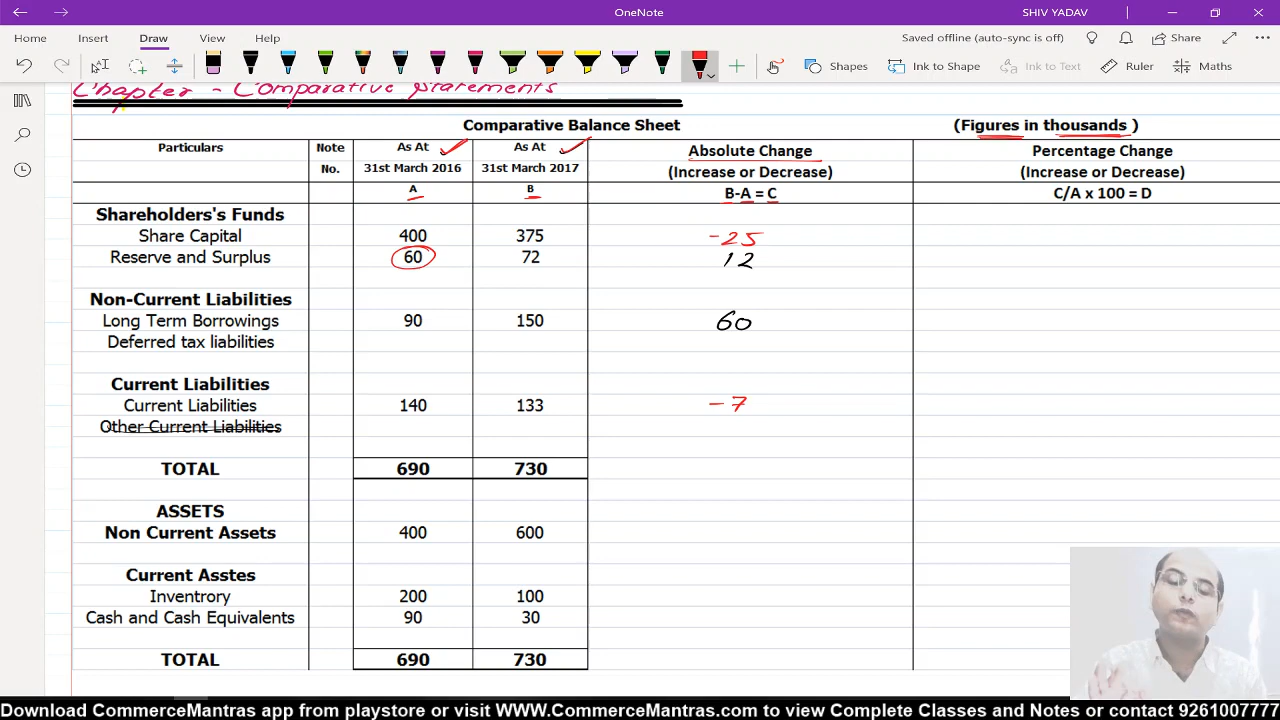 OneNote
SHIV YADAV
Home Insert Draw View Help
Saved offline (auto-sync is off)
Share
Shapes
Ink to Shape
Ink to Text
Ruler
Maths
Chapter - Comparative Statements
Comparative Balance Sheet (Figures in thousands )
Particulars Note No. As At 31st March 2016 As At 31st March 2017 Absolute Change (Increase or Decrease) Percentage Change (Increase or Decrease)
A B B-A = C C/A x 100 = D
Shareholders's Funds
Share Capital 400 375 -25
Reserve and Surplus 60 72 12
Non-Current Liabilities
Long Term Borrowings 90 150 60
Deferred tax liabilities
Current Liabilities
Current Liabilities 140 133 -7
Other Current Liabilities
TOTAL 690 730
ASSETS
Non Current Assets 400 600
Current Asstes
Inventrory 200 100
Cash and Cash Equivalents 90 30
TOTAL 690 730
Download CommerceMantras app from playstore or visit WWW.CommerceMantras.com to view Complete Classes and Notes or contact 9261007777